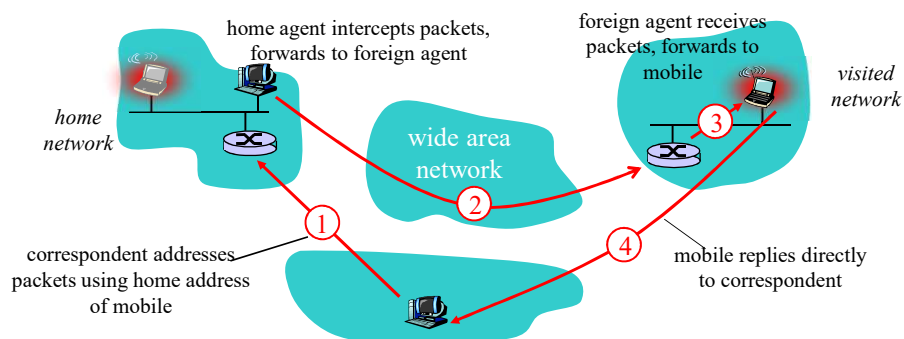 home agent intercepts packets,
forwards to foreign agent
foreign agent receives
packets, forwards to
mobile
home
network
visited
network
wide area
network
1
2
3
4
correspondent addresses
packets using home address
of mobile
mobile replies directly
to correspondent